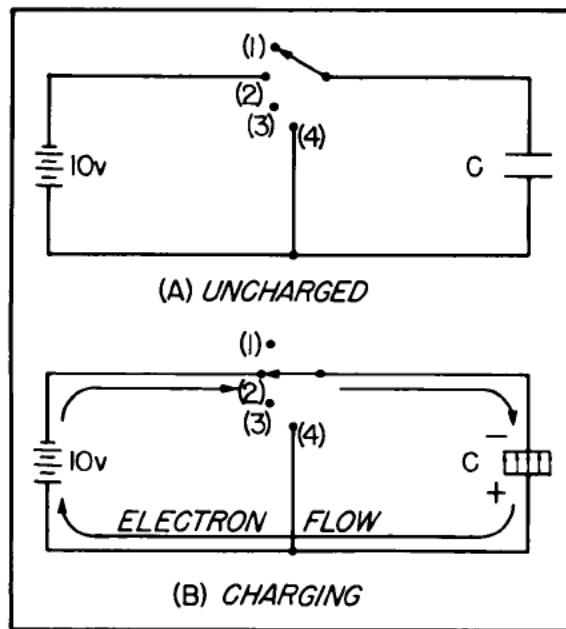 (1)
(2)
(3)
(4)
10v
C
(A) UNCHARGED
(1)
(2)
(3)
(4)
10v
C
−
+
ELECTRON FLOW
(B) CHARGING